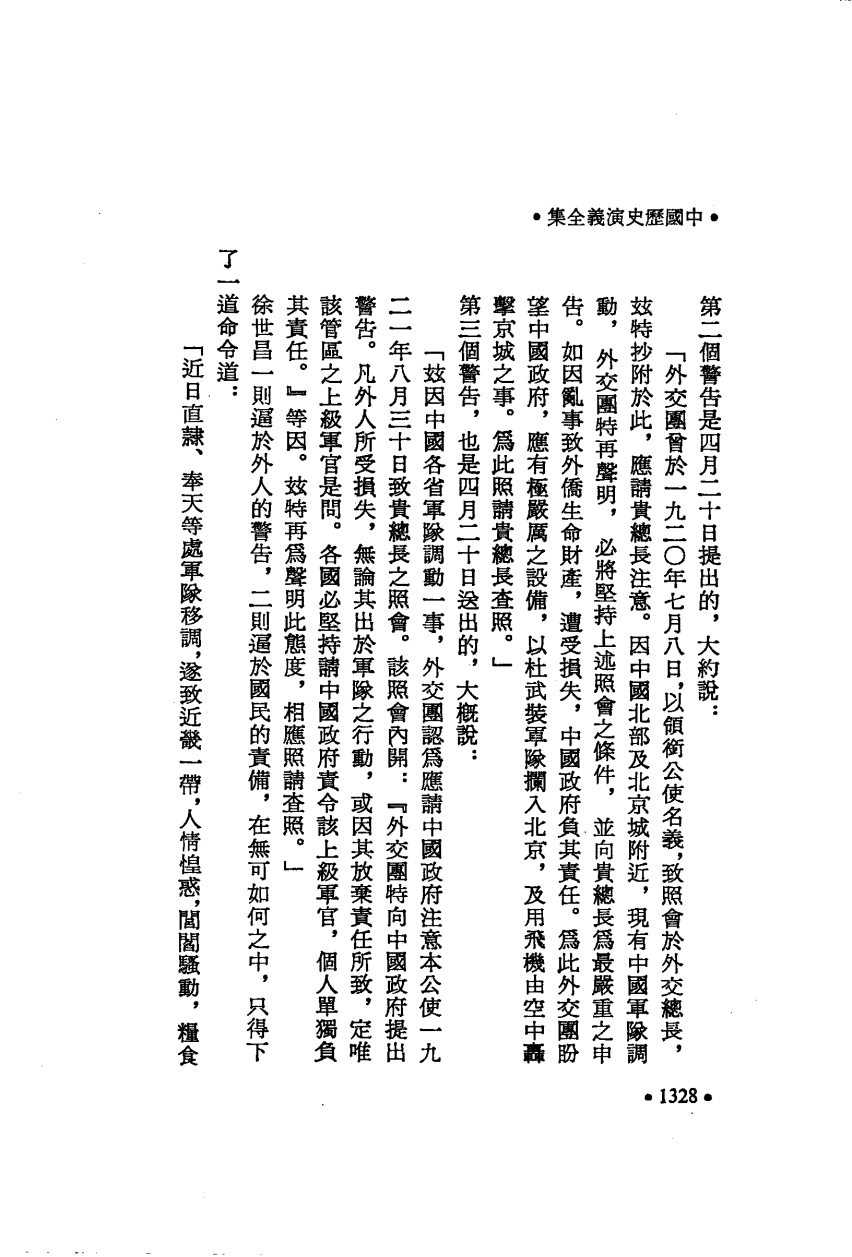 •中國歷史演義全集•
第二個警告是四月二十日提出的，大約說：
「外交團曾於一九二〇年七月八日，以領銜公使名義，致照會於外交總長，
茲特抄附於此，應請貴總長注意。因中國北部及北京城附近，現有中國軍隊調
動，外交團特再聲明，必將堅持上述照會之條件，並向貴總長爲最嚴重之申
告。如因亂事致外僑生命財產，遭受損失，中國政府負其責任。爲此外交團盼
望中國政府，應有極嚴厲之設備，以杜武裝軍隊攔入北京，及用飛機由空中轟
擊京城之事。爲此照請貴總長查照。」
第三個警告，也是四月二十日送出的，大概說：
「茲因中國各省軍隊調動一事，外交團認爲應請中國政府注意本公使一九
二一年八月三十日致貴總長之照會。該照會內開：『外交團特向中國政府提出
警告。凡外人所受損失，無論其出於軍隊之行動，或因其放棄責任所致，定唯
該管區之上級軍官是問。各國必堅持請中國政府責令該上級軍官，個人單獨負
其責任。』等因。茲特再爲聲明此態度，相應照請查照。」
徐世昌一則逼於外人的警告，二則逼於國民的責備，在無可如何之中，只得下
了一道命令道：
「近日直隸、奉天等處軍隊移調，遂致近畿一帶，人情惶惑，閭閻騷動，糧食
•1328•